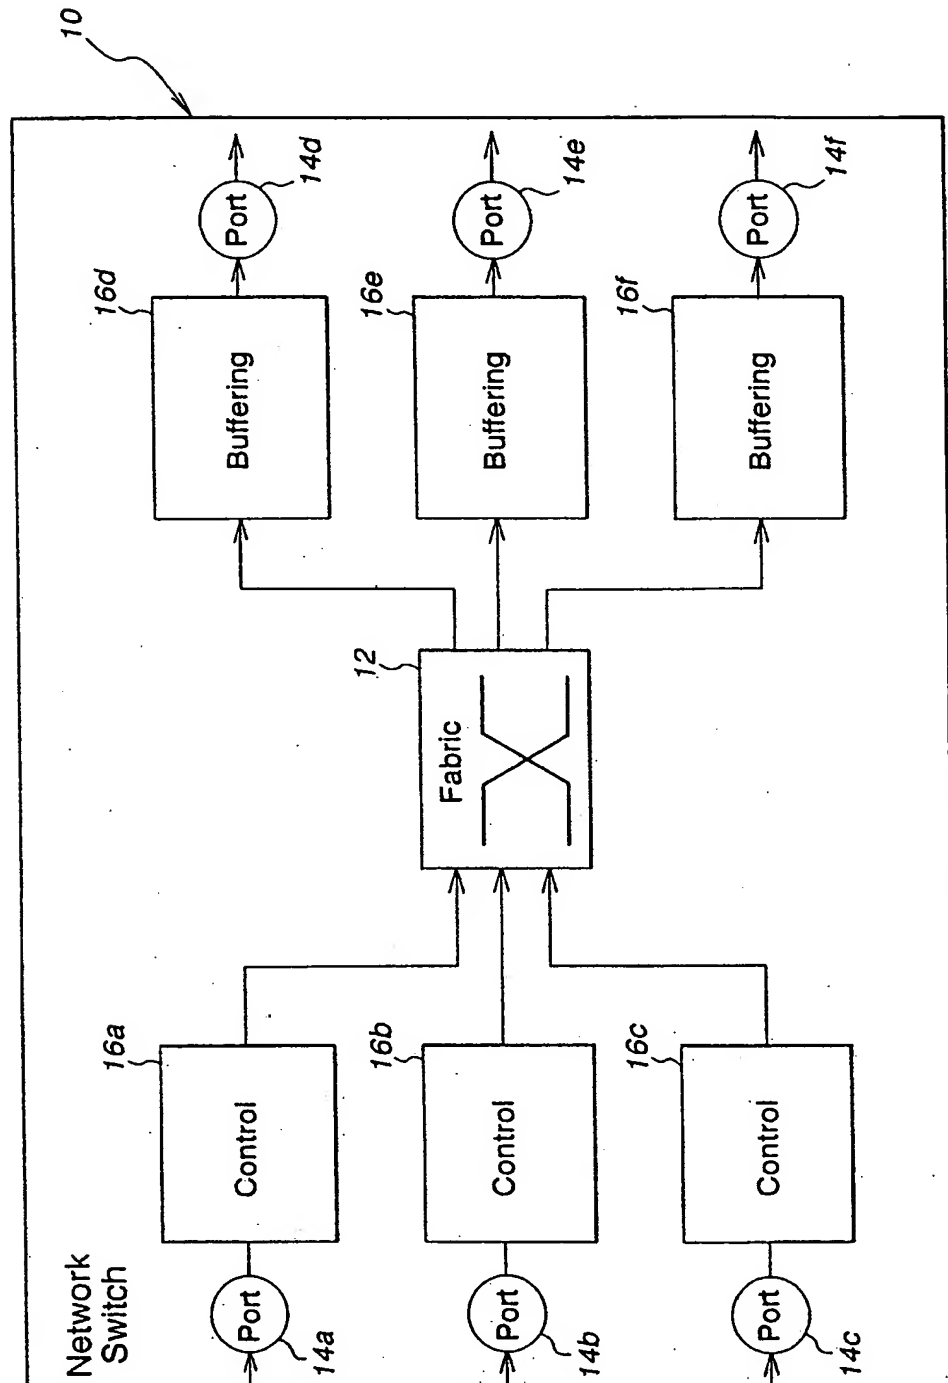 10
Network
Switch
Port
14a
16a
Control
16d
Buffering
Port
14d
12
Fabric
Port
14b
16b
Control
16e
Buffering
Port
14e
Port
14c
16c
Control
16f
Buffering
Port
14f